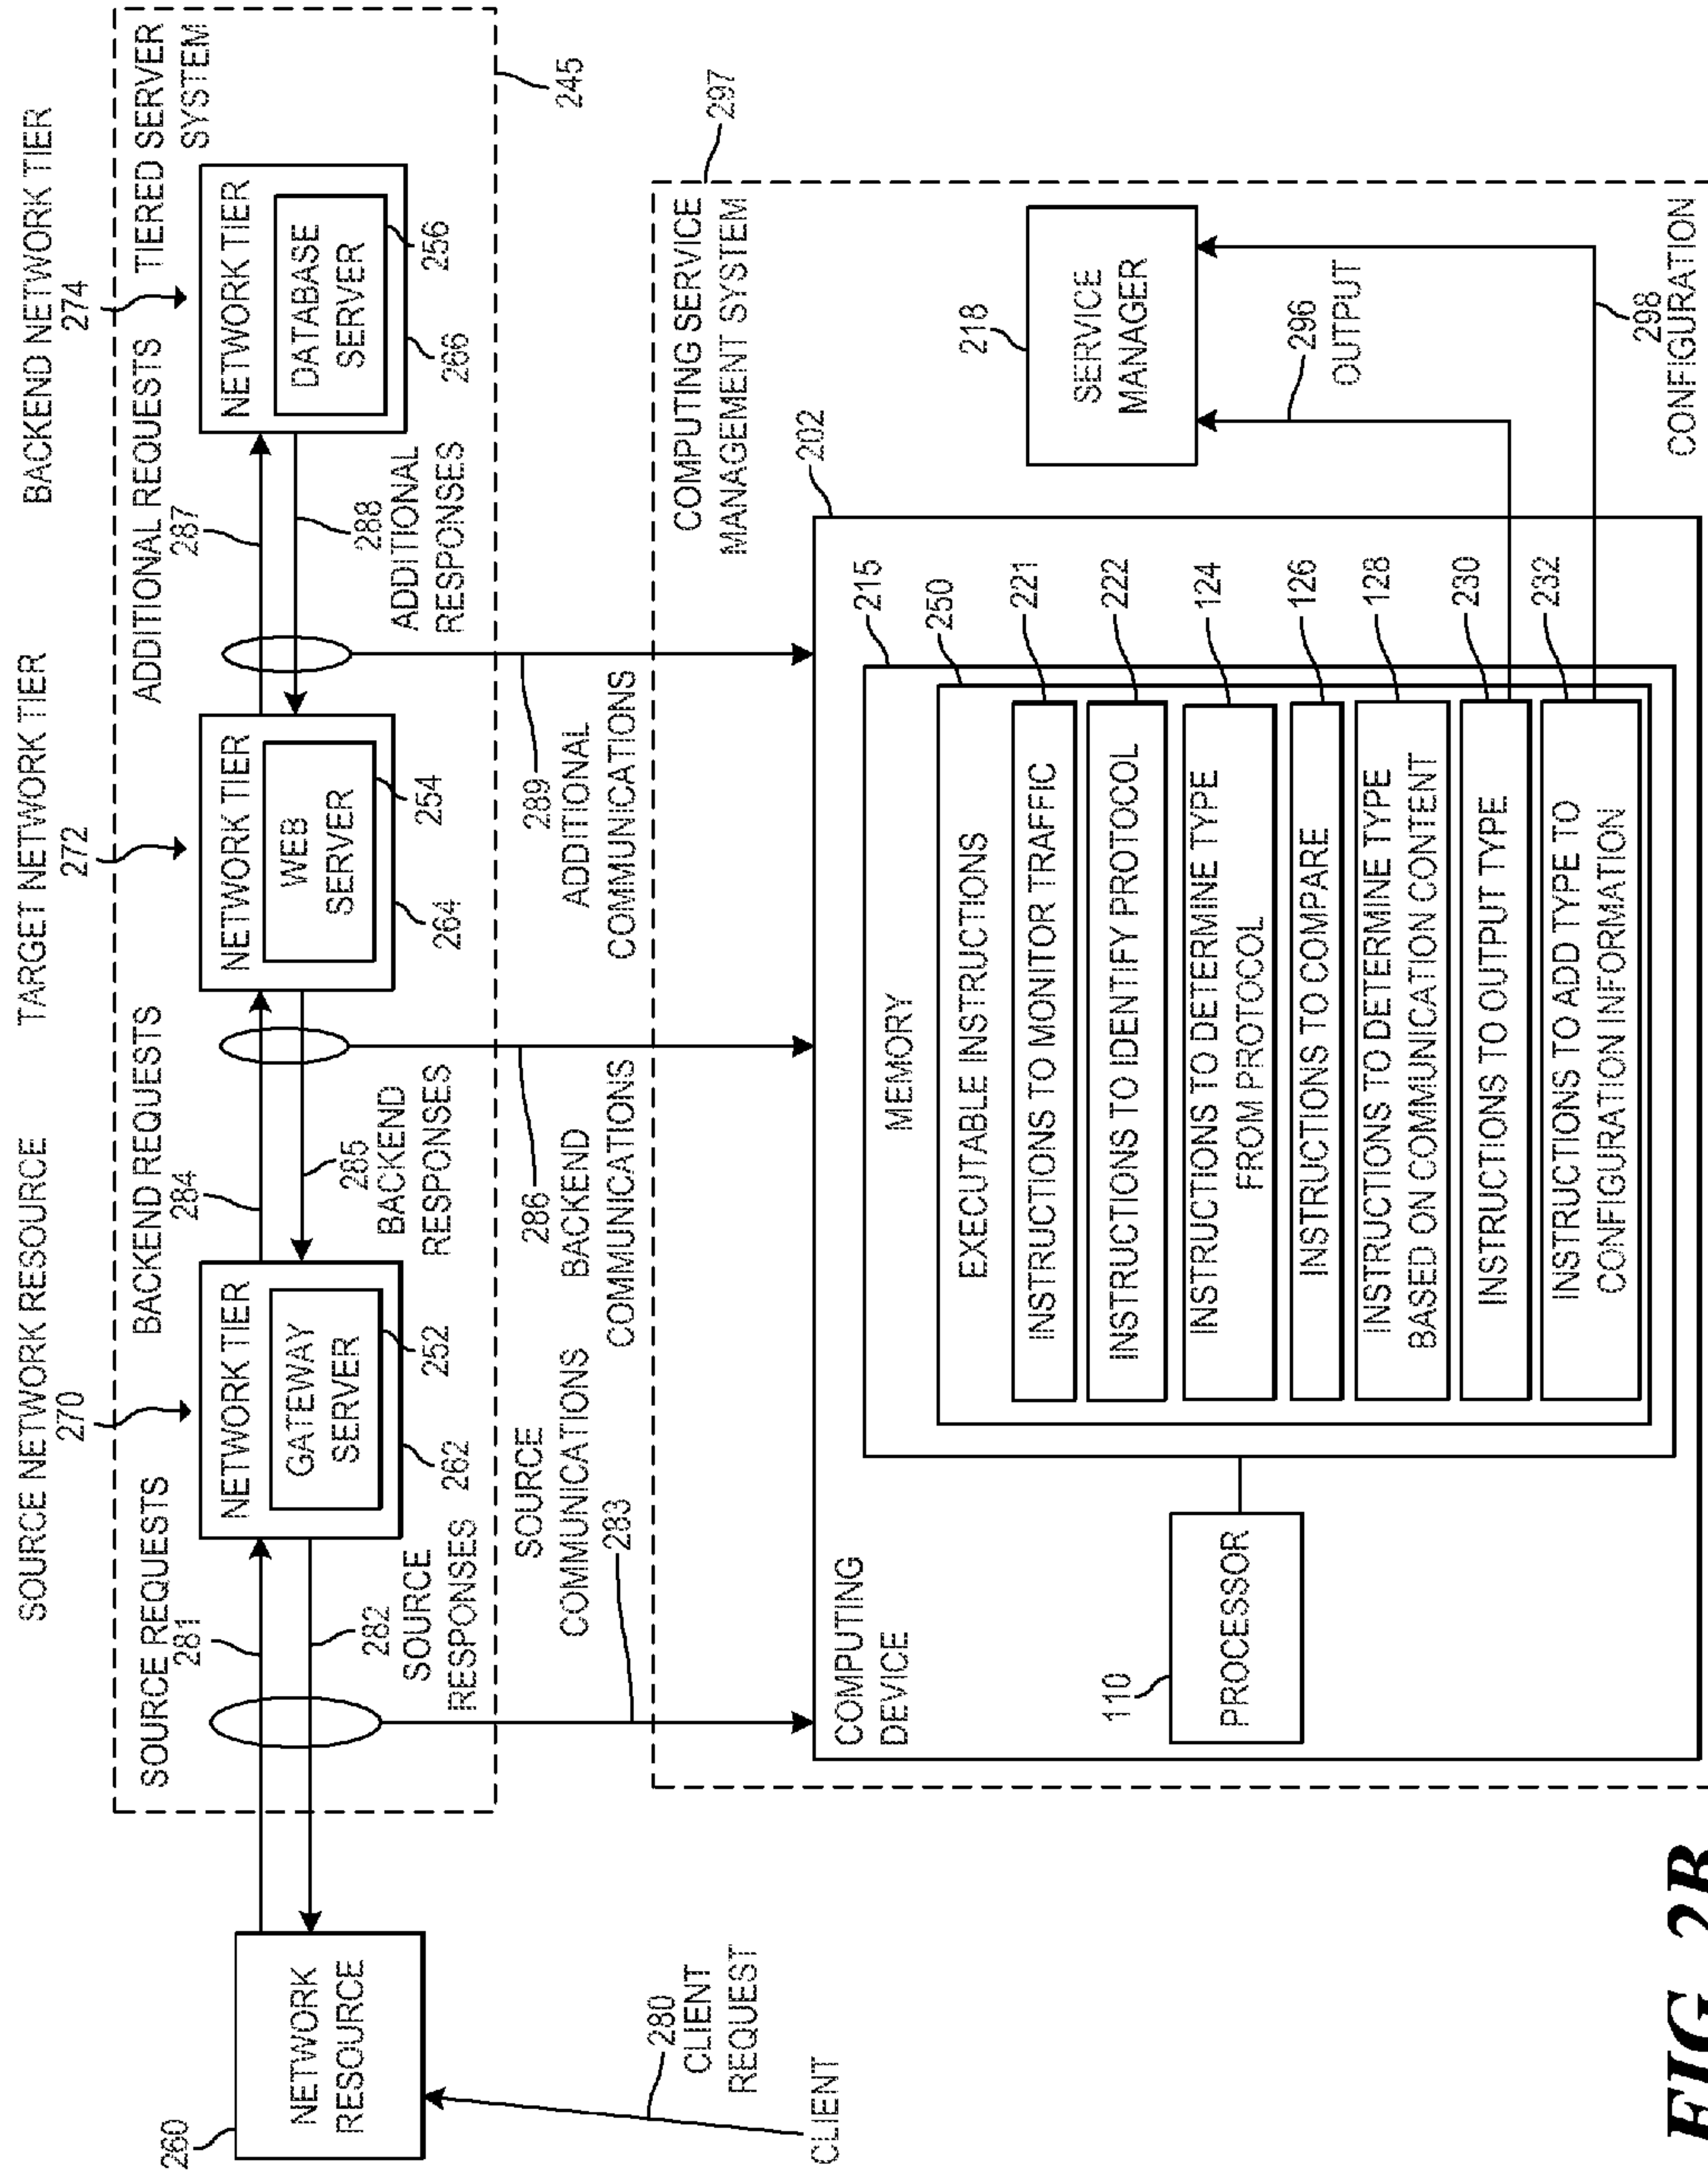 SOURCE NETWORK RESOURCE
270
TARGET NETWORK TIER
272
BACKEND NETWORK TIER
274
SOURCE REQUESTS
281
BACKEND REQUESTS
284
ADDITIONAL REQUESTS
287
TIERED SERVER
SYSTEM
260
NETWORK
RESOURCE
NETWORK TIER
GATEWAY
SERVER
252
262
NETWORK TIER
WEB
SERVER
254
264
NETWORK TIER
DATABASE
SERVER
256
266
282
SOURCE
RESPONSES
285
BACKEND
RESPONSES
288
ADDITIONAL
RESPONSES
245
280
CLIENT
REQUEST
CLIENT
SOURCE
COMMUNICATIONS
283
286
BACKEND
COMMUNICATIONS
289
ADDITIONAL
COMMUNICATIONS
297
COMPUTING SERVICE
MANAGEMENT SYSTEM
COMPUTING
DEVICE
202
110
PROCESSOR
MEMORY
215
EXECUTABLE INSTRUCTIONS
250
INSTRUCTIONS TO MONITOR TRAFFIC
221
INSTRUCTIONS TO IDENTIFY PROTOCOL
222
INSTRUCTIONS TO DETERMINE TYPE
FROM PROTOCOL
124
INSTRUCTIONS TO COMPARE
126
INSTRUCTIONS TO DETERMINE TYPE
BASED ON COMMUNICATION CONTENT
128
INSTRUCTIONS TO OUTPUT TYPE
230
INSTRUCTIONS TO ADD TYPE TO
CONFIGURATION INFORMATION
232
218
SERVICE
MANAGER
296
OUTPUT
298
CONFIGURATION
FIG. 2B